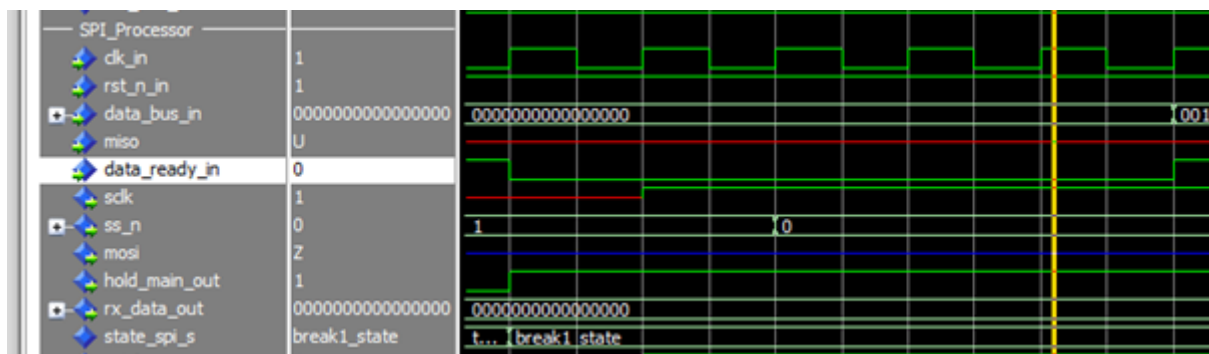 SPI_Processor
clk_in 1
rst_n_in 1
data_bus_in 0000000000000000 0000000000000000 001
miso U
data_ready_in 0
sclk 1
ss_n 0 1 0
mosi Z
hold_main_out 1
rx_data_out 0000000000000000 0000000000000000
state_spi_s break1_state t... break1_state